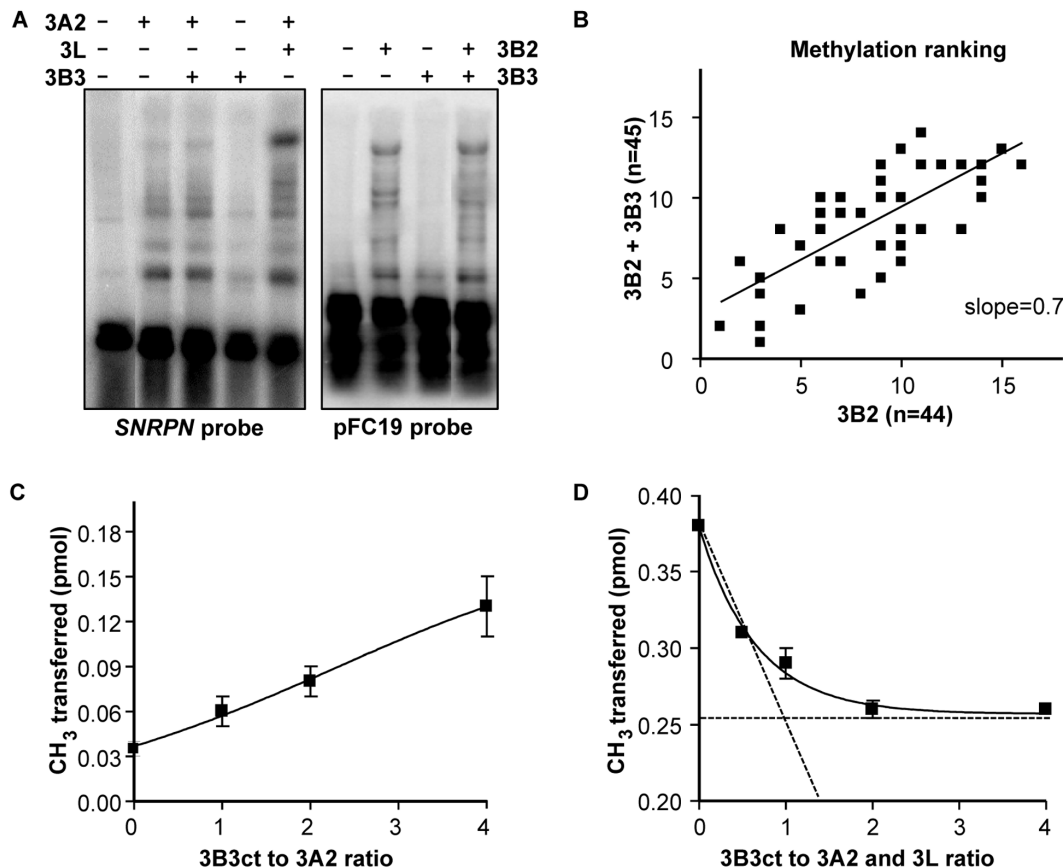 A
3A2 - + + - +
3L - - - - +
3B3 - - + + -
- + - + 3B2
- - + + 3B3
SNRPN probe
pFC19 probe
B
Methylation ranking
3B2 + 3B3 (n=45)
15
10
5
0
0 5 10 15
slope=0.7
3B2 (n=44)
C
CH3 transferred (pmol)
0.18
0.15
0.12
0.09
0.06
0.03
0.00
0 1 2 3 4
3B3ct to 3A2 ratio
D
CH3 transferred (pmol)
0.40
0.35
0.30
0.25
0.20
0 1 2 3 4
3B3ct to 3A2 and 3L ratio